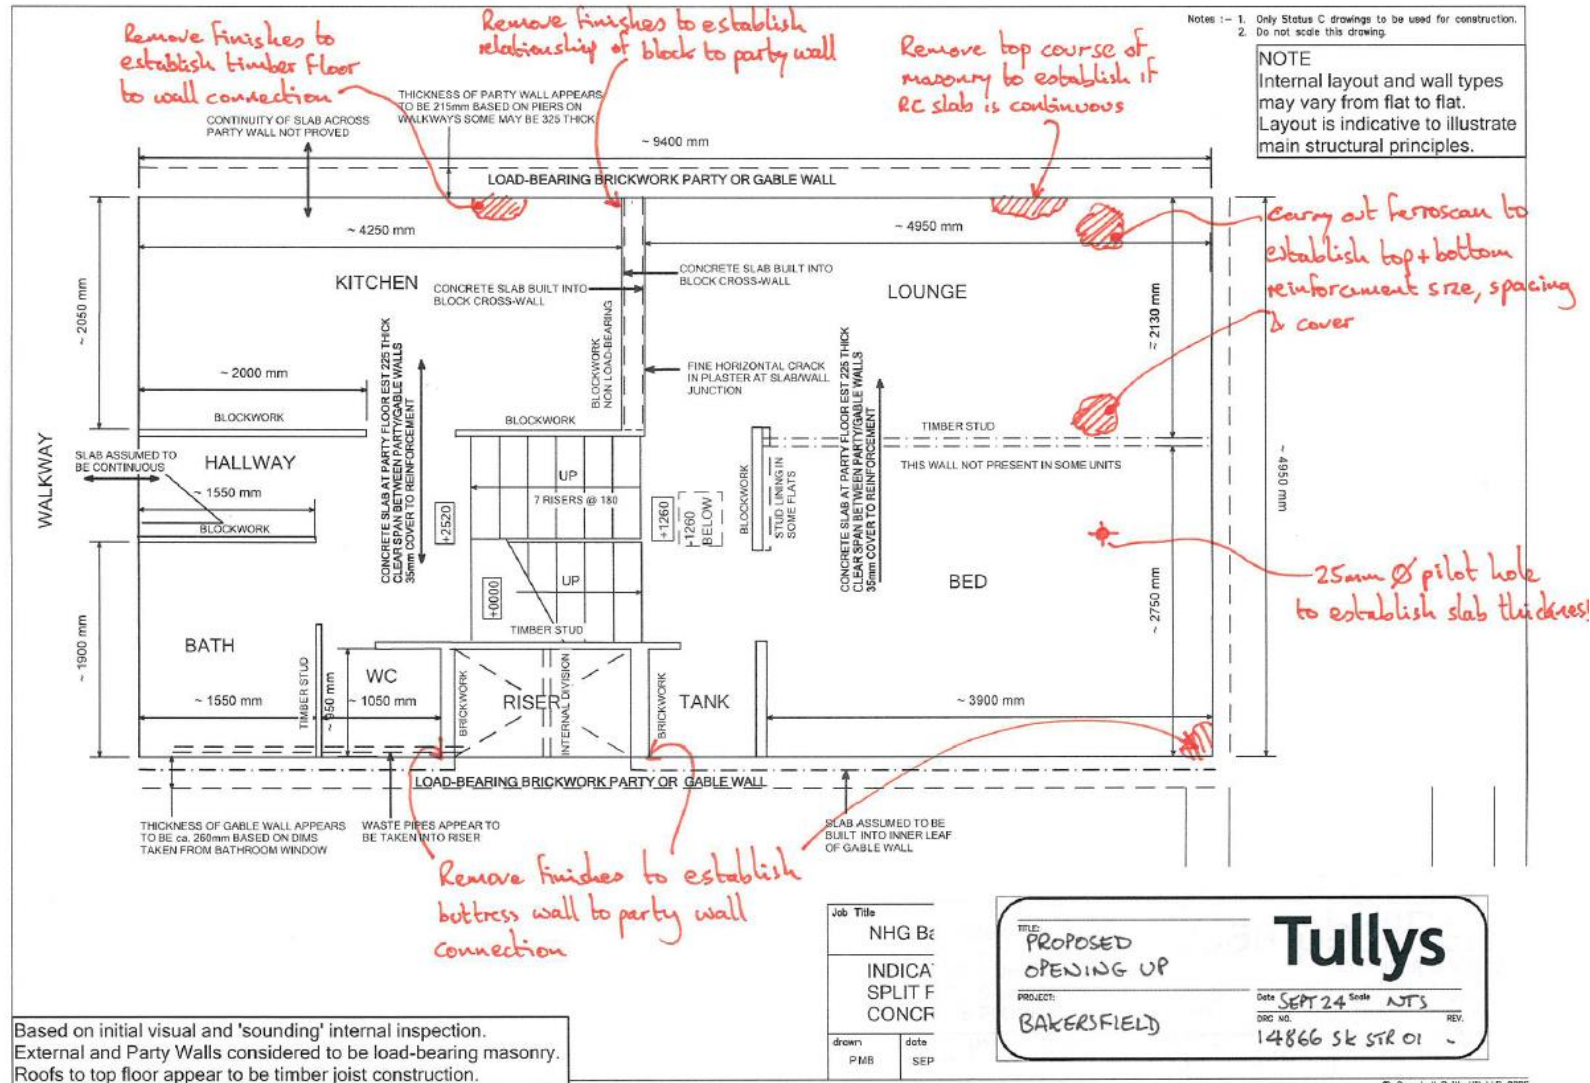 Remove finishes to
establish timber floor
to wall connection
Remove finishes to establish
relationship of block to party wall
Remove top course of
masonry to establish if
RC slab is continuous
Notes :- 1. Only Status C drawings to be used for construction.
2. Do not scale this drawing.
NOTE
Internal layout and wall types
may vary from flat to flat.
Layout is indicative to illustrate
main structural principles.
THICKNESS OF PARTY WALL APPEARS
TO BE 215mm BASED ON PIERS ON
WALKWAYS SOME MAY BE 325 THICK
CONTINUITY OF SLAB ACROSS
PARTY WALL NOT PROVED
~ 9400 mm
LOAD-BEARING BRICKWORK PARTY OR GABLE WALL
~ 4250 mm
~ 4950 mm
carry out ferroscan to
establish top + bottom
reinforcement size, spacing
& cover
KITCHEN
CONCRETE SLAB BUILT INTO
BLOCK CROSS-WALL
CONCRETE SLAB BUILT INTO
BLOCK CROSS-WALL
LOUNGE
~ 2050 mm
~ 2130 mm
CONCRETE SLAB AT PARTY FLOOR EST 225 THICK
CLEAR SPAN BETWEEN PARTY/GABLE WALLS
35mm COVER TO REINFORCEMENT
BLOCKWORK
NON LOAD-BEARING
CONCRETE SLAB AT PARTY FLOOR EST 225 THICK
CLEAR SPAN BETWEEN PARTY/GABLE WALLS
35mm COVER TO REINFORCEMENT
~ 2000 mm
FINE HORIZONTAL CRACK
IN PLASTER AT SLAB/WALL
JUNCTION
BLOCKWORK
BLOCKWORK
TIMBER STUD
WALKWAY
SLAB ASSUMED TO
BE CONTINUOUS
HALLWAY
UP
THIS WALL NOT PRESENT IN SOME UNITS
~ 1550 mm
7 RISERS @ 180
BLOCKWORK
STUD LINING IN
SOME FLATS
~ 4950 mm
BLOCKWORK
+2520
+1260
-1260
BELOW
UP
+0000
BED
25mm Ø pilot hole
to establish slab thickness
~ 2750 mm
~ 1900 mm
TIMBER STUD
BATH
WC
~ 1550 mm
TIMBER STUD
~ 950 mm
~ 1050 mm
BRICKWORK
RISER
INTERNAL DIVISION
BRICKWORK
TANK
~ 3900 mm
LOAD-BEARING BRICKWORK PARTY OR GABLE WALL
THICKNESS OF GABLE WALL APPEARS
TO BE ca. 260mm BASED ON DIMS
TAKEN FROM BATHROOM WINDOW
WASTE PIPES APPEAR TO
BE TAKEN INTO RISER
SLAB ASSUMED TO BE
BUILT INTO INNER LEAF
OF GABLE WALL
Remove finishes to establish
buttress wall to party wall
connection
Job Title
NHG Ba
INDICA
SPLIT F
CONCR
drawn
PMB
date
SEP
TITLE:
PROPOSED
OPENING UP
PROJECT:
BAKERSFIELD
Tullys
Date SEPT 24 Scale NTS
DRG NO. REV.
14866 SK STR 01 -
Based on initial visual and 'sounding' internal inspection.
External and Party Walls considered to be load-bearing masonry.
Roofs to top floor appear to be timber joist construction.